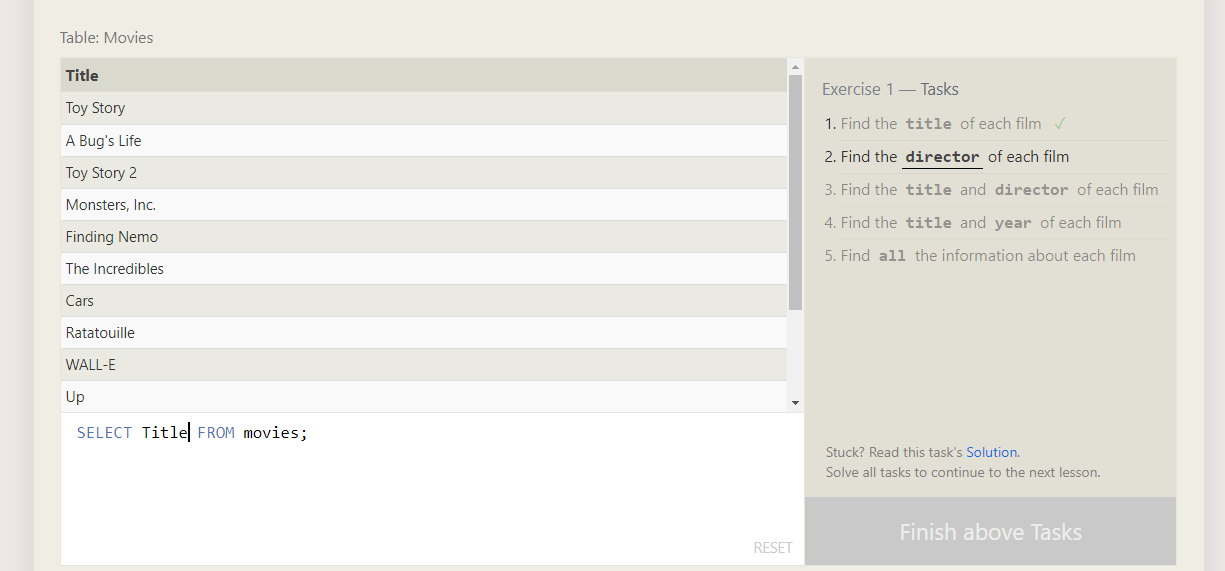 Table: Movies
Title
Toy Story
A Bug's Life
Toy Story 2
Monsters, Inc.
Finding Nemo
The Incredibles
Cars
Ratatouille
WALL-E
Up
SELECT Title FROM movies;
RESET
Exercise 1 — Tasks
1. Find the title of each film ✓
2. Find the director of each film
3. Find the title and director of each film
4. Find the title and year of each film
5. Find all the information about each film
Stuck? Read this task's Solution.
Solve all tasks to continue to the next lesson.
Finish above Tasks